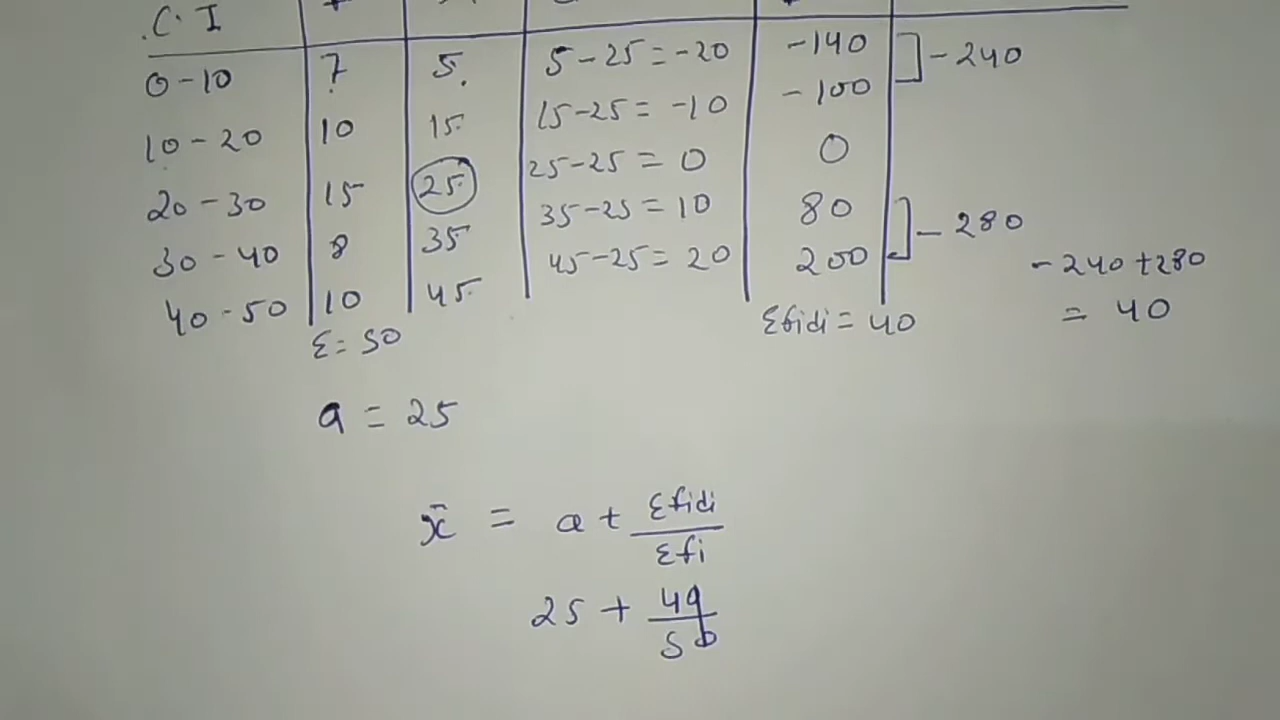 .C.I
0-10 7 5. 5-25=-20 -140 ]-240
10-20 10 15. 15-25=-10 -100
20-30 15 25. 25-25=0 0
30-40 8 35 35-25=10 80 ]-280
40-50 10 45. 45-25=20 200
-240+280
= 40
Σ=50 Σfidi=40
a = 25
x̄ = a + Σfidi/Σfi
25 + 40/50